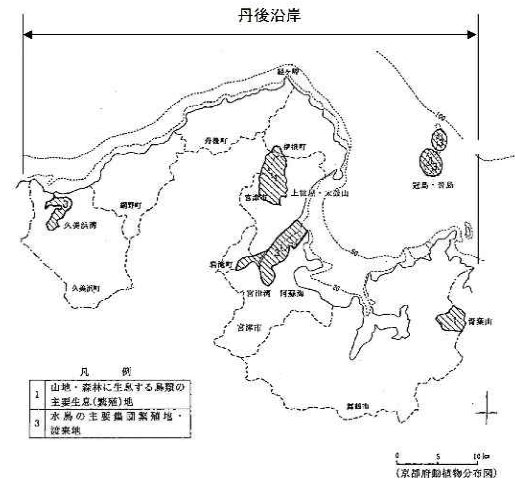 丹後沿岸
経ヶ岬
丹後町
伊根町
網野町
宮津市
上世屋・太鼓山
冠島・沓島
久美浜湾
岩滝町
久美浜町
宮津湾 阿蘇海
宮津市
青葉山
舞鶴市
凡 例
1 山地・森林に生息する鳥類の
主要生息(繁殖)地
3 水鳥の主要集団繁殖地・
渡来地
100
50
20
0 5 10km
(京都府動植物分布図)